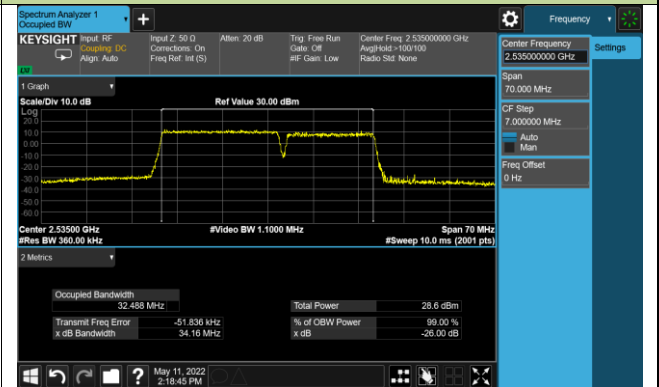 Spectrum Analyzer 1
Occupied BW
+
Frequency
KEYSIGHT
Input: RF
Coupling: DC
Align: Auto
Input Z: 50 Ω
Corrections: On
Freq Ref: Int (S)
Atten: 20 dB
Trig: Free Run
Gate: Off
#IF Gain: Low
Center Freq: 2.535000000 GHz
Avg|Hold:>100/100
Radio Std: None
Center Frequency
2.535000000 GHz
Settings
Span
70.000 MHz
CF Step
7.000000 MHz
Auto
Man
Freq Offset
0 Hz
1 Graph
Scale/Div 10.0 dB
Ref Value 30.00 dBm
Log
20.0
10.0
0.00
-10.0
-20.0
-30.0
-40.0
-50.0
-60.0
Center 2.53500 GHz
#Video BW 1.1000 MHz
Span 70 MHz
#Res BW 360.00 kHz
#Sweep 10.0 ms (2001 pts)
2 Metrics
Occupied Bandwidth
32.488 MHz
Total Power 28.6 dBm
Transmit Freq Error -51.836 kHz
% of OBW Power 99.00 %
x dB Bandwidth 34.16 MHz
x dB -26.00 dB
?
May 11, 2022
2:18:45 PM